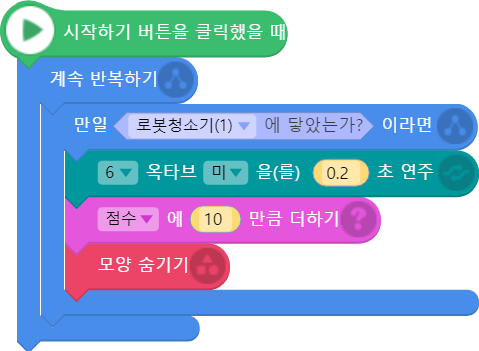 시작하기 버튼을 클릭했을 때
계속 반복하기
만일 로봇청소기(1) 에 닿았는가? 이라면
6 옥타브 미 을(를) 0.2 초 연주
점수 에 10 만큼 더하기 ?
모양 숨기기